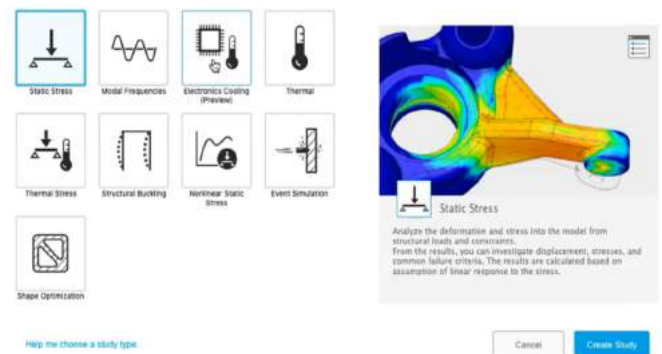 Static Stress
Modal Frequencies
Electronics Cooling
(Preview)
Thermal
Thermal Stress
Structural Buckling
Nonlinear Static
Stress
Event Simulation
Shape Optimization
Static Stress
Analyze the deformation and stress into the model from
structural loads and constraints.
From the results, you can investigate displacement, stresses, and
common failure criteria. The results are calculated based on
assumption of linear response to the stress.
Help me choose a study type.
Cancel
Create Study